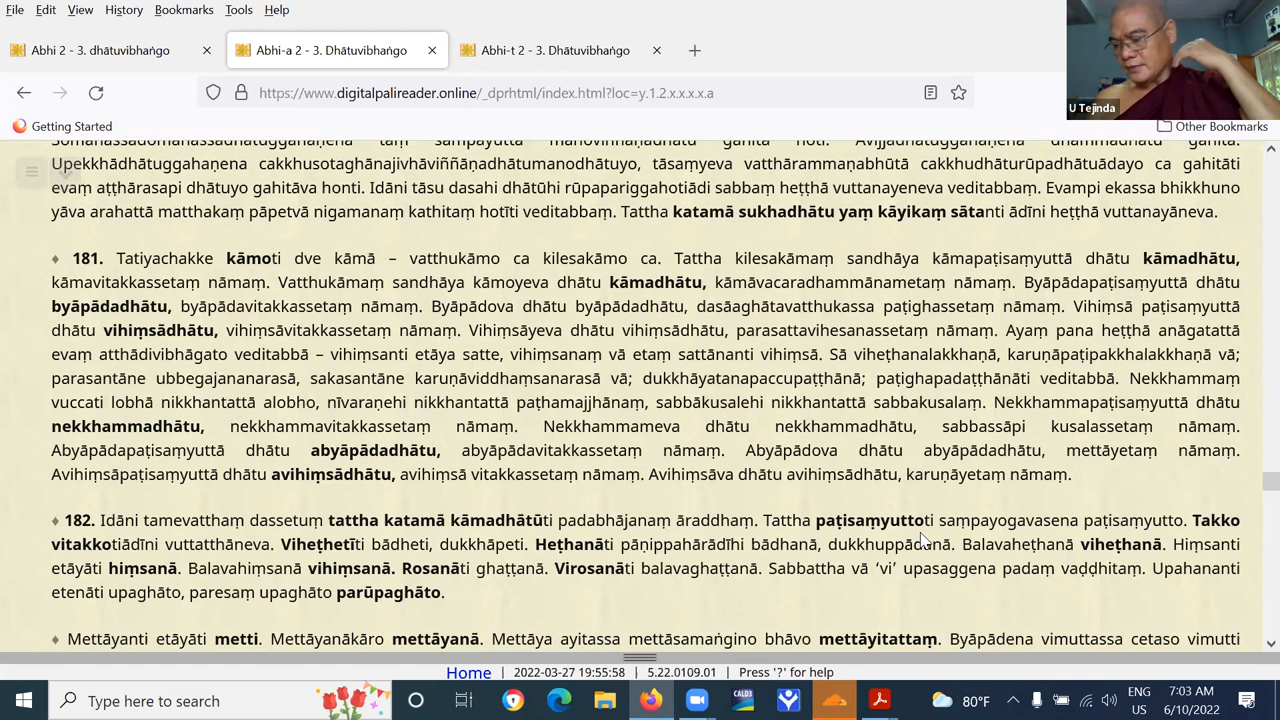 File Edit View History Bookmarks Tools Help
Abhi 2 - 3. dhātuvibhaṅgo Abhi-a 2 - 3. Dhātuvibhaṅgo Abhi-t 2 - 3. Dhātuvibhaṅgo
https://www.digitalpalireader.online/_dprhtml/index.html?loc=y.1.2.x.x.x.x.a
U Tejinda
Getting Started Other Bookmarks
Somanassadomanassadhātuggahaṇena taṃ sampayuttā manoviññāṇadhātu gahitā hoti. Avijjādhātuggahaṇena dhammadhātu gahitā.
Upekkhādhātuggahaṇena cakkhusotaghānajivhāviññāṇadhātumanodhātuyo, tāsaṃyeva vatthārammaṇabhūtā cakkhudhāturūpadhātuādayo ca gahitāti
evaṃ aṭṭhārasapi dhātuyo gahitāva honti. Idāni tāsu dasahi dhātūhi rūpapariggahotiādi sabbaṃ heṭṭhā vuttanayeneva veditabbaṃ. Evampi ekassa bhikkhuno
yāva arahattā matthakaṃ pāpetvā nigamanaṃ kathitaṃ hotīti veditabbaṃ. Tattha katamā sukhadhātu yaṃ kāyikaṃ sātanti ādīni heṭṭhā vuttanayāneva.
♦ 181. Tatiyachakke kāmoti dve kāmā – vatthukāmo ca kilesakāmo ca. Tattha kilesakāmaṃ sandhāya kāmapaṭisaṃyuttā dhātu kāmadhātu,
kāmavitakkassetaṃ nāmaṃ. Vatthukāmaṃ sandhāya kāmoyeva dhātu kāmadhātu, kāmāvacaradhammānametaṃ nāmaṃ. Byāpādapaṭisaṃyuttā dhātu
byāpādadhātu, byāpādavitakkassetaṃ nāmaṃ. Byāpādova dhātu byāpādadhātu, dasaāghātavatthukassa paṭighassetaṃ nāmaṃ. Vihiṃsā paṭisaṃyuttā
dhātu vihiṃsādhātu, vihiṃsāvitakkassetaṃ nāmaṃ. Vihiṃsāyeva dhātu vihiṃsādhātu, parasattavihesanassetaṃ nāmaṃ. Ayaṃ pana heṭṭhā anāgatattā
evaṃ atthādivibhāgato veditabbā – vihiṃsanti etāya satte, vihiṃsanaṃ vā etaṃ sattānanti vihiṃsā. Sā viheṭhanalakkhaṇā, karuṇāpaṭipakkhalakkhaṇā vā;
parasantāne ubbegajananarasā, sakasantāne karuṇāviddhaṃsanarasā vā; dukkhāyatanapaccupaṭṭhānā; paṭighapadaṭṭhānāti veditabbā. Nekkhammaṃ
vuccati lobhā nikkhantattā alobho, nīvaraṇehi nikkhantattā paṭhamajjhānaṃ, sabbākusalehi nikkhantattā sabbakusalaṃ. Nekkhammapaṭisaṃyuttā dhātu
nekkhammadhātu, nekkhammavitakkassetaṃ nāmaṃ. Nekkhammameva dhātu nekkhammadhātu, sabbassāpi kusalassetaṃ nāmaṃ.
Abyāpādapaṭisaṃyuttā dhātu abyāpādadhātu, abyāpādavitakkassetaṃ nāmaṃ. Abyāpādova dhātu abyāpādadhātu, mettāyetaṃ nāmaṃ.
Avihiṃsāpaṭisaṃyuttā dhātu avihiṃsādhātu, avihiṃsā vitakkassetaṃ nāmaṃ. Avihiṃsāva dhātu avihiṃsādhātu, karuṇāyetaṃ nāmaṃ.
♦ 182. Idāni tamevatthaṃ dassetuṃ tattha katamā kāmadhātūti padabhājanaṃ āraddhaṃ. Tattha paṭisaṃyuttoti saṃpayogavasena paṭisaṃyutto. Takko
vitakkotiādīni vuttatthāneva. Viheṭhetīti bādheti, dukkhāpeti. Heṭhanāti pāṇippahārādīhi bādhanā, dukkhuppādanā. Balavaheṭhanā viheṭhanā. Hiṃsanti
etāyāti hiṃsanā. Balavahiṃsanā vihiṃsanā. Rosanāti ghaṭṭanā. Virosanāti balavaghaṭṭanā. Sabbattha vā ‘vi’ upasaggena padaṃ vaḍḍhitaṃ. Upahananti
etenāti upaghāto, paresaṃ upaghāto parūpaghāto.
♦ Mettāyanti etāyāti metti. Mettāyanākāro mettāyanā. Mettāya ayitassa mettāsamaṅgino bhāvo mettāyitattaṃ. Byāpādena vimuttassa cetaso vimutti
Home | 2022-03-27 19:55:58 | 5.22.0109.01 | Press '?' for help
Type here to search CALD3 80°F ENG 7:03 AM
US 6/10/2022